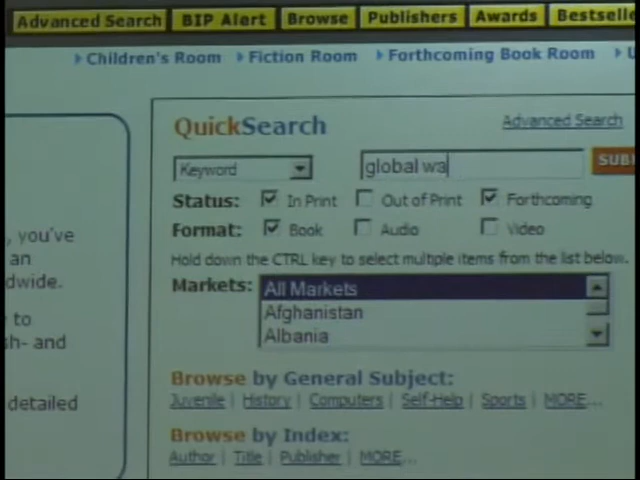 Advanced Search BIP Alert Browse Publishers Awards Bestselle
Children's Room Fiction Room Forthcoming Book Room
QuickSearch Advanced Search
Keyword global wa SUB
Status: In Print Out of Print Forthcoming
, you've Format: Book Audio Video
an Hold down the CTRL key to select multiple items from the list below.
dwide. Markets: All Markets
to Afghanistan
sh- and Albania
Browse by General Subject:
detailed Juvenile | History | Computers | Self-Help | Sports | MORE...
Browse by Index:
Author | Title | Publisher | MORE...